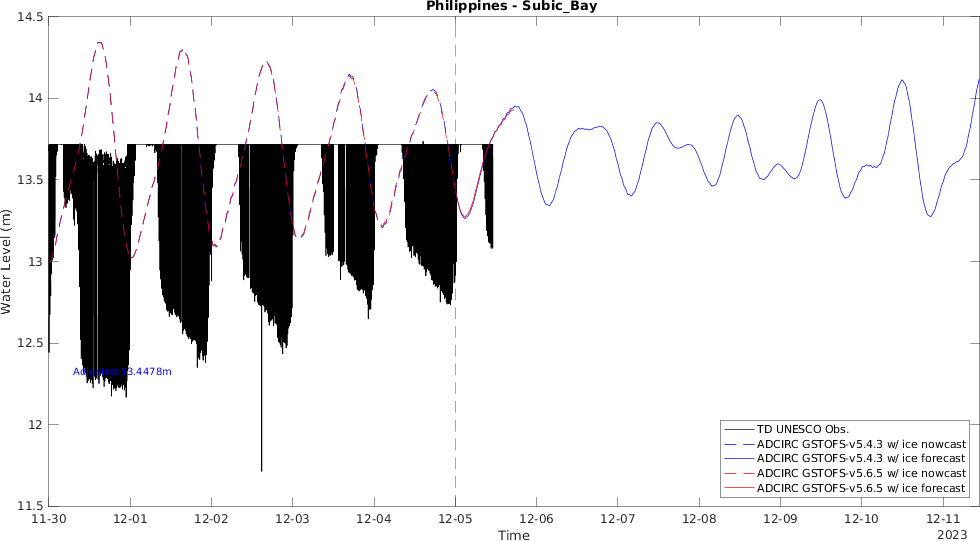 Philippines - Subic_Bay
14.5
14
13.5
13
12.5
12
11.5
Water Level (m)
Adjusted:13.4478m
TD UNESCO Obs.
ADCIRC GSTOFS-v5.4.3 w/ ice nowcast
ADCIRC GSTOFS-v5.4.3 w/ ice forecast
ADCIRC GSTOFS-v5.6.5 w/ ice nowcast
ADCIRC GSTOFS-v5.6.5 w/ ice forecast
11-30 12-01 12-02 12-03 12-04 12-05 12-06 12-07 12-08 12-09 12-10 12-11
Time
2023